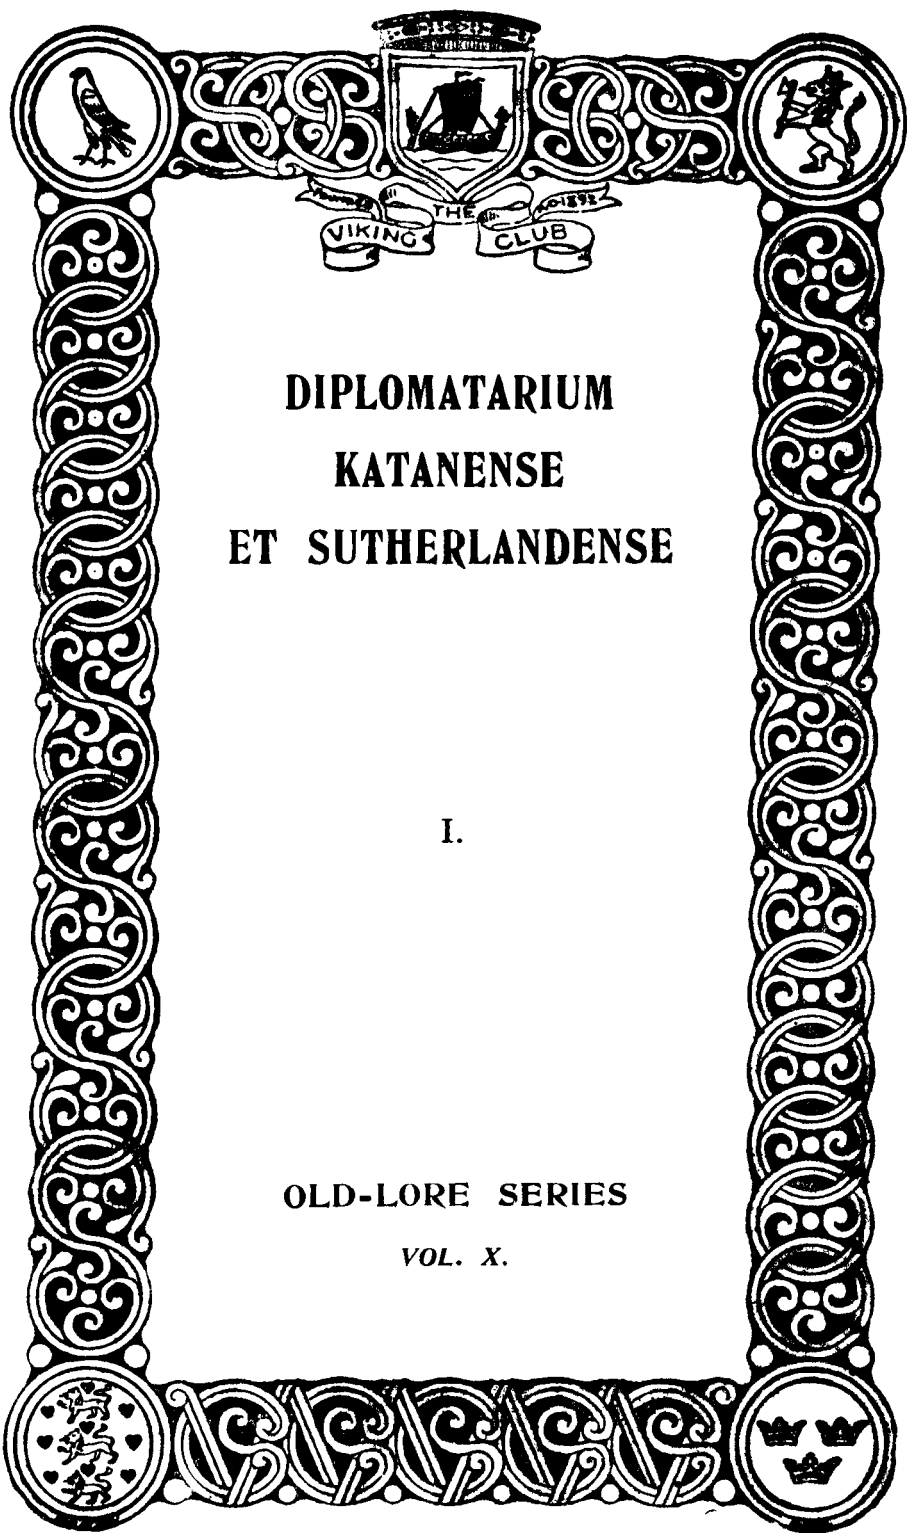 THE
VIKING CLUB
DIPLOMATARIUM
KATANENSE
ET SUTHERLANDENSE
I.
OLD-LORE SERIES
VOL. X.